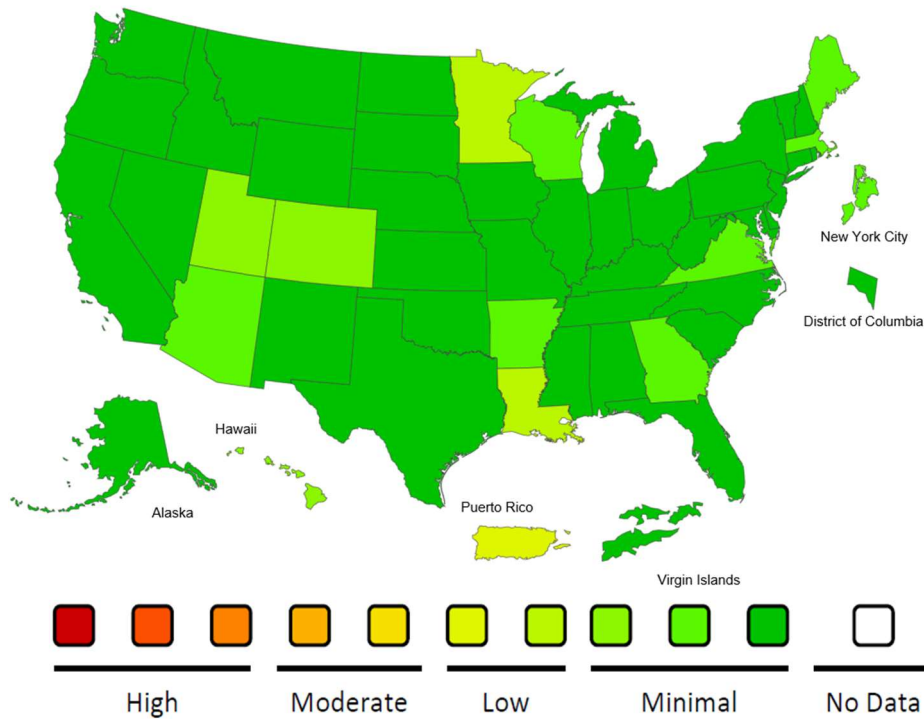 New York City
District of Columbia
Hawaii
Alaska
Puerto Rico
Virgin Islands
High
Moderate
Low
Minimal
No Data